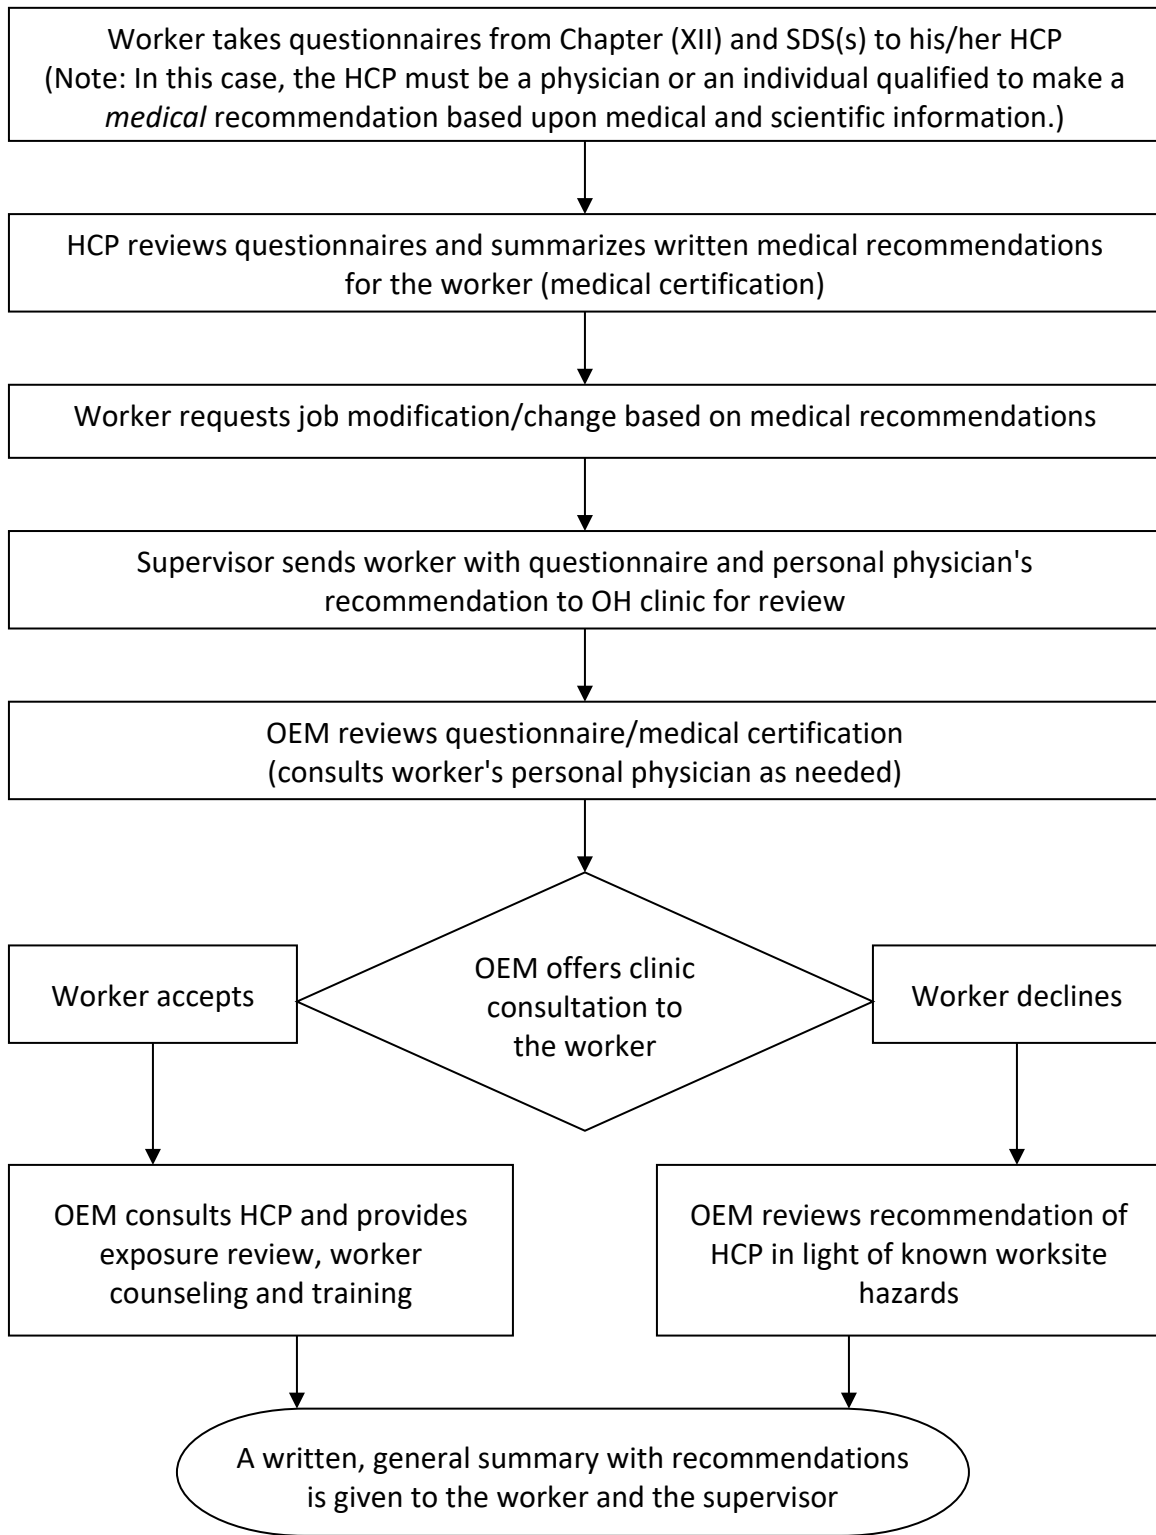 Worker takes questionnaires from Chapter (XII) and SDS(s) to his/her HCP
(Note: In this case, the HCP must be a physician or an individual qualified to make a
medical recommendation based upon medical and scientific information.)
HCP reviews questionnaires and summarizes written medical recommendations
for the worker (medical certification)
Worker requests job modification/change based on medical recommendations
Supervisor sends worker with questionnaire and personal physician's
recommendation to OH clinic for review
OEM reviews questionnaire/medical certification
(consults worker's personal physician as needed)
OEM offers clinic
consultation to
the worker
Worker accepts
Worker declines
OEM consults HCP and provides
exposure review, worker
counseling and training
OEM reviews recommendation of
HCP in light of known worksite
hazards
A written, general summary with recommendations
is given to the worker and the supervisor